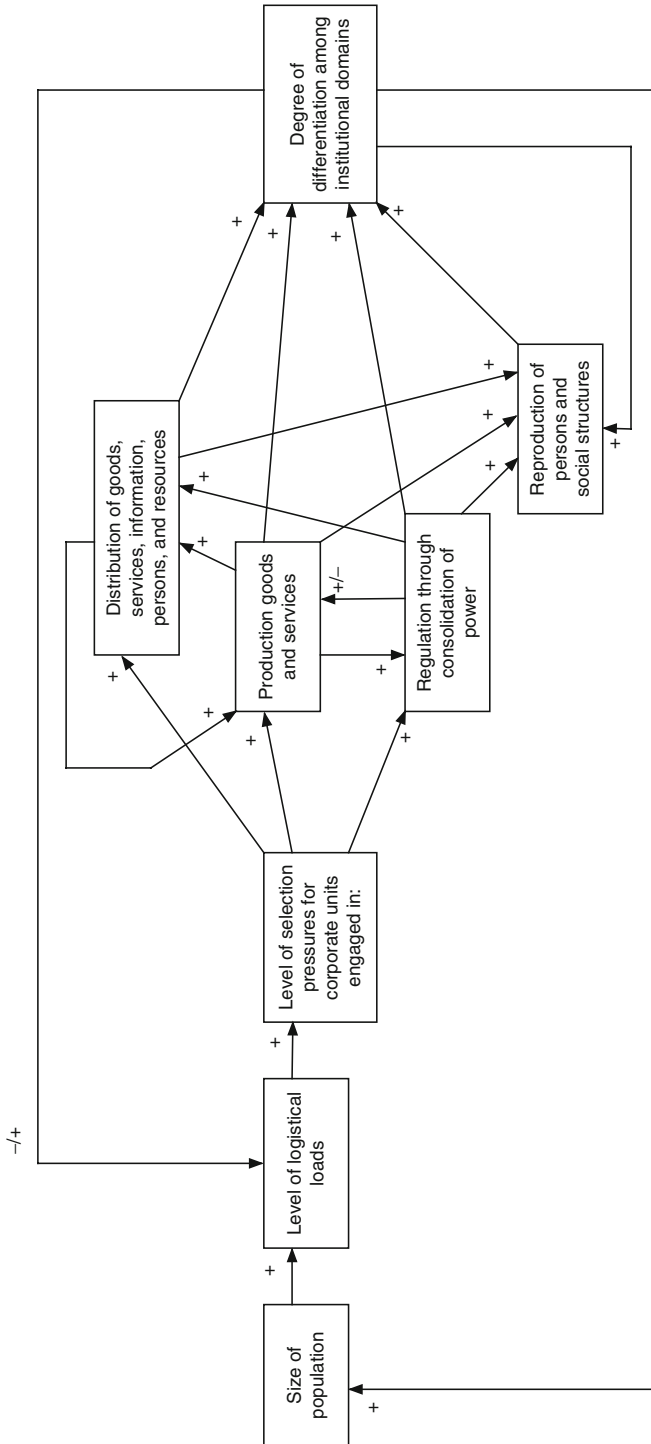 −/+
Size of
population
+
+
Level of logistical
loads
+
Level of selection
pressures for
corporate units
engaged in:
+
+
+
Distribution of goods,
services, information,
persons, and resources
+
+
+
Production goods
and services
+
+/−
Regulation through
consolidation of
power
+
+
+
Reproduction of
persons and
social structures
+
+
+
+
+
Degree of
differentiation among
institutional domains